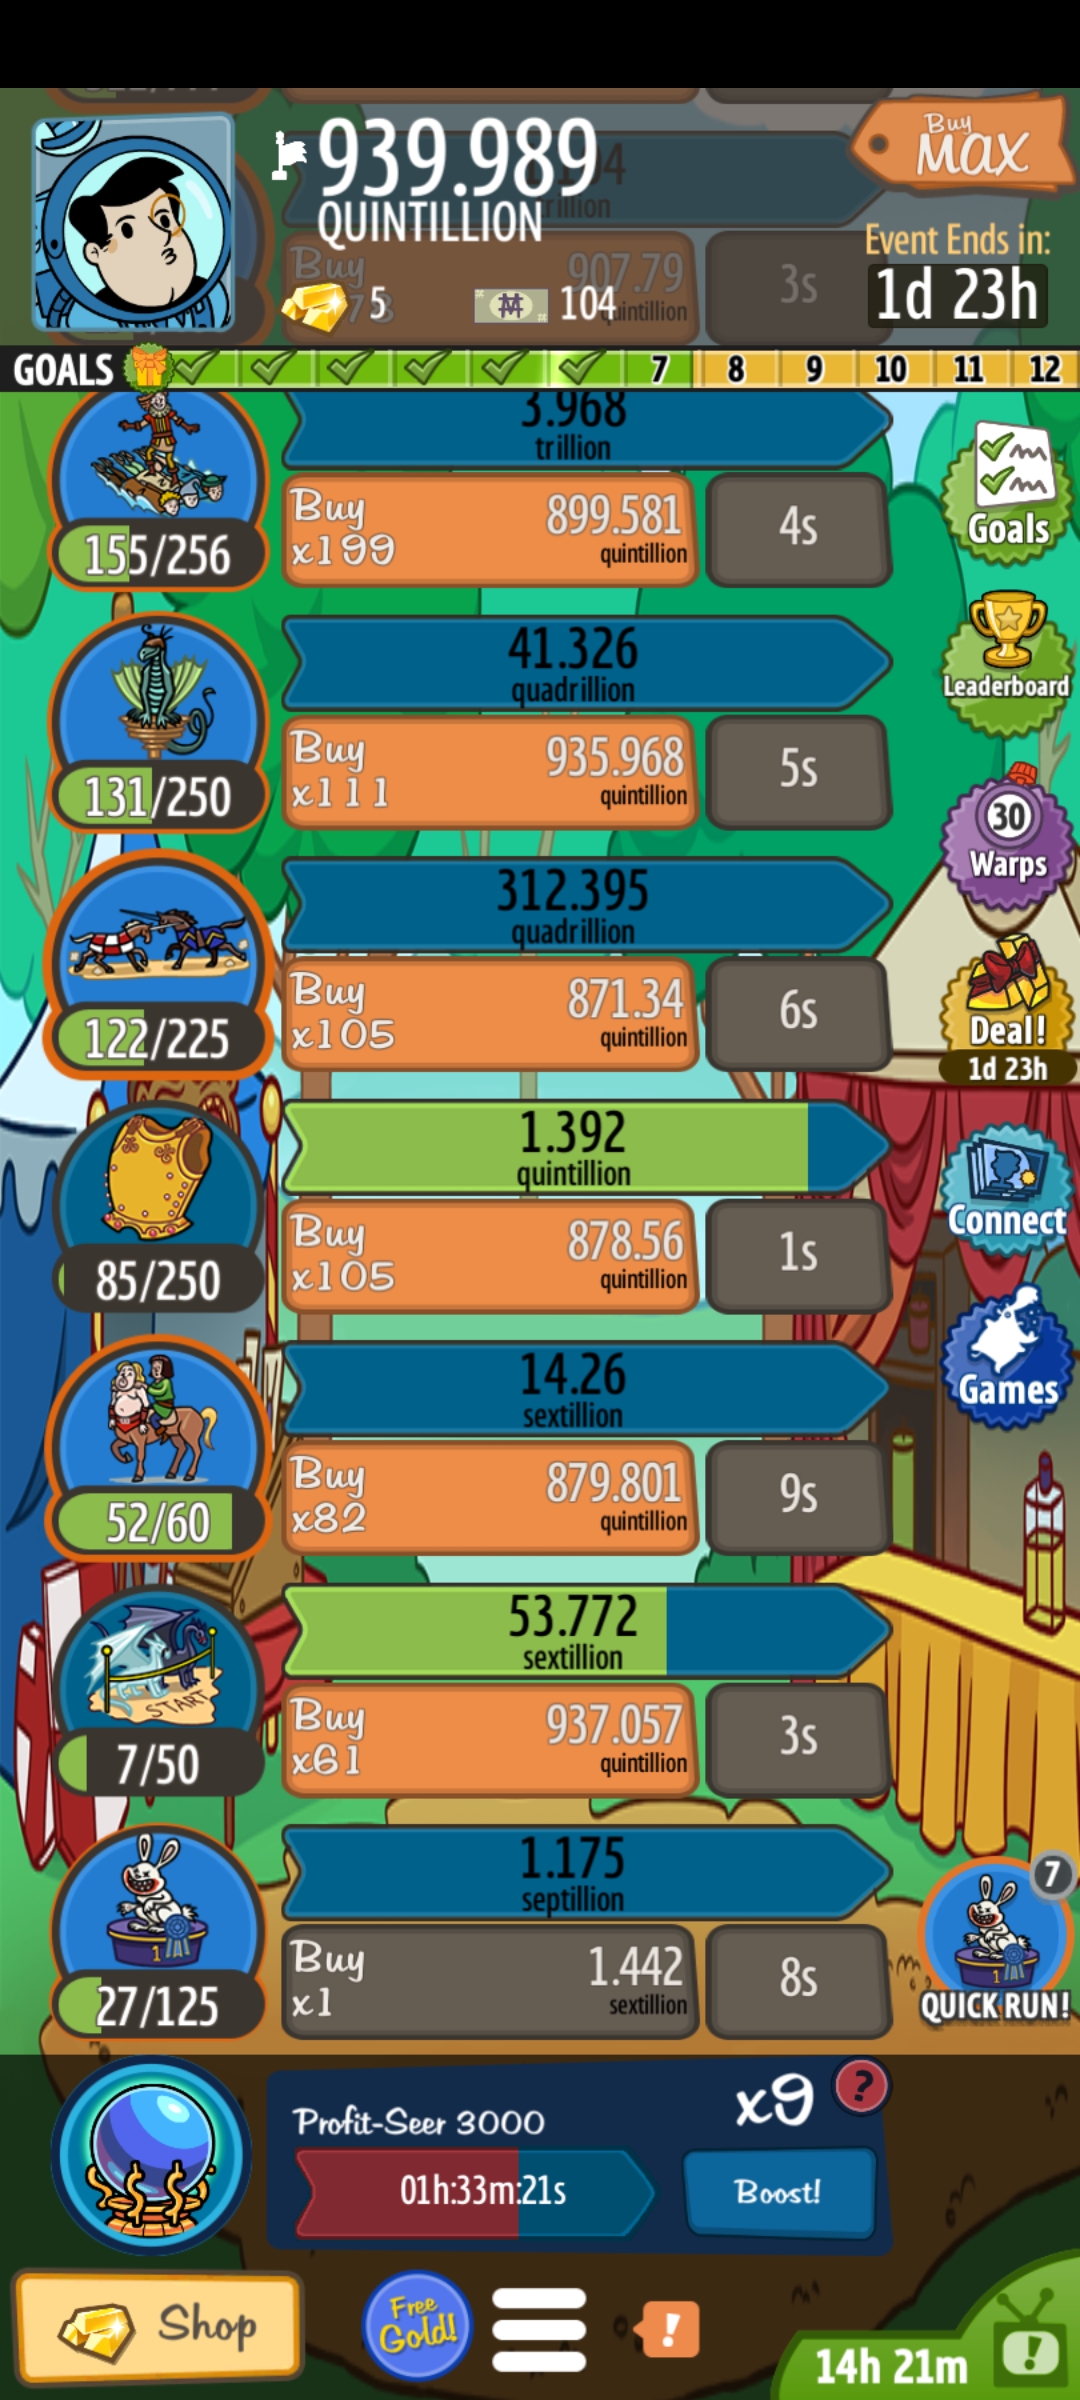 939.989
QUINTILLION
5
104
Buy
MAX
Event Ends in:
1d 23h
Buy
907.79
quintillion
3s
GOALS
7
8
9
10
11
12
3.968
trillion
155/256
Buy
x199
899.581
quintillion
4s
Goals
41.326
quadrillion
131/250
Buy
x111
935.968
quintillion
5s
Leaderboard
312.395
quadrillion
122/225
Buy
x105
871.34
quintillion
6s
30
Warps
Deal!
1d 23h
1.392
quintillion
85/250
Buy
x105
878.56
quintillion
1s
Connect
14.26
sextillion
52/60
Buy
x82
879.801
quintillion
9s
Games
53.772
sextillion
START
7/50
Buy
x61
937.057
quintillion
3s
1.175
septillion
1
27/125
Buy
x1
1.442
sextillion
8s
7
1
QUICK RUN!
Profit-Seer 3000
x9
?
01h:33m:21s
Boost!
Shop
Free
Gold!
!
14h 21m
!